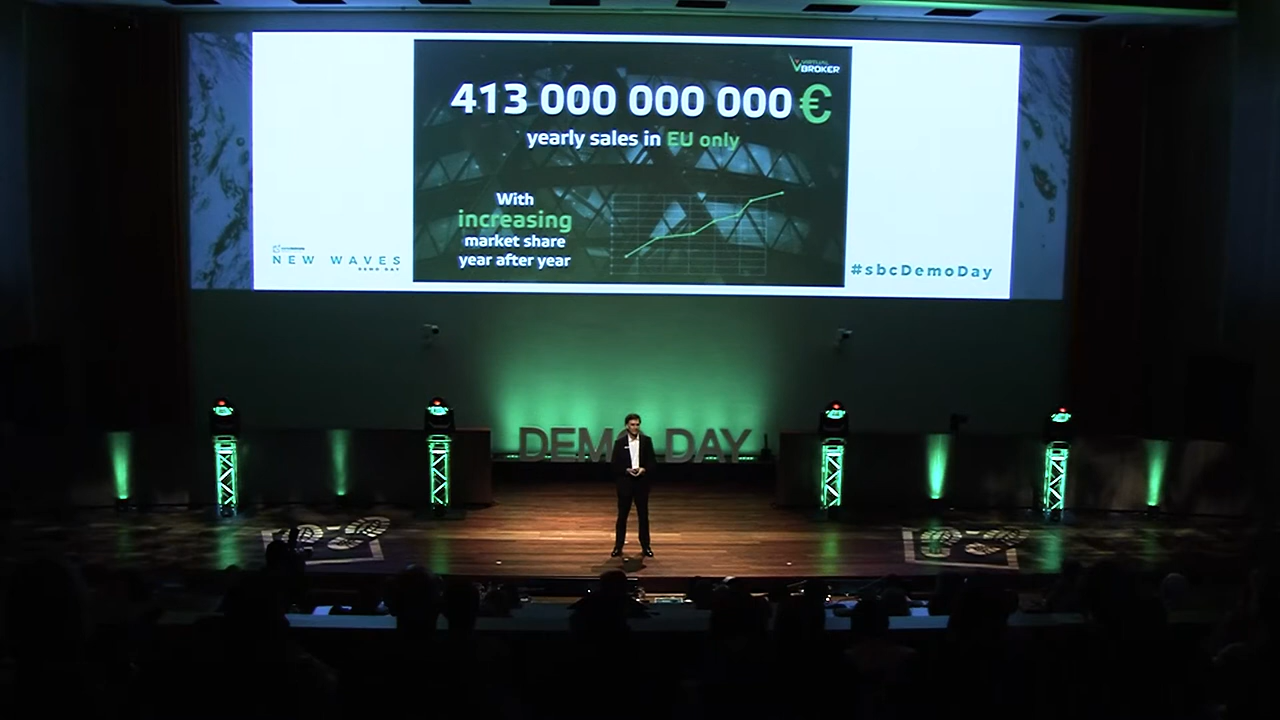 VIRTUAL
BROKER
413 000 000 000 €
yearly sales in EU only
With
increasing
market share
year after year
NEW WAVES
DEMO DAY
#sbcDemoDay
DEM DAY